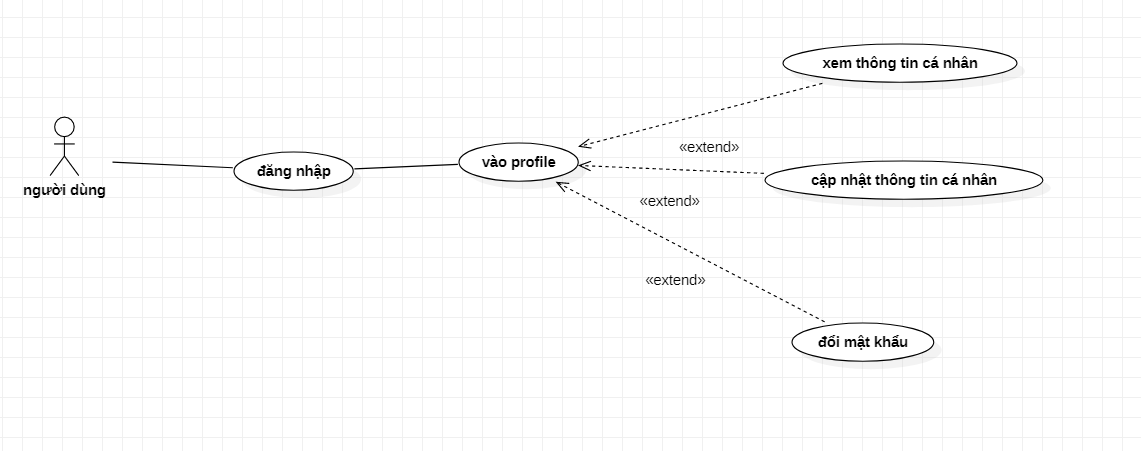 xem thông tin cá nhân
người dùng
đăng nhập
vào profile
«extend»
cập nhật thông tin cá nhân
«extend»
«extend»
đổi mật khẩu